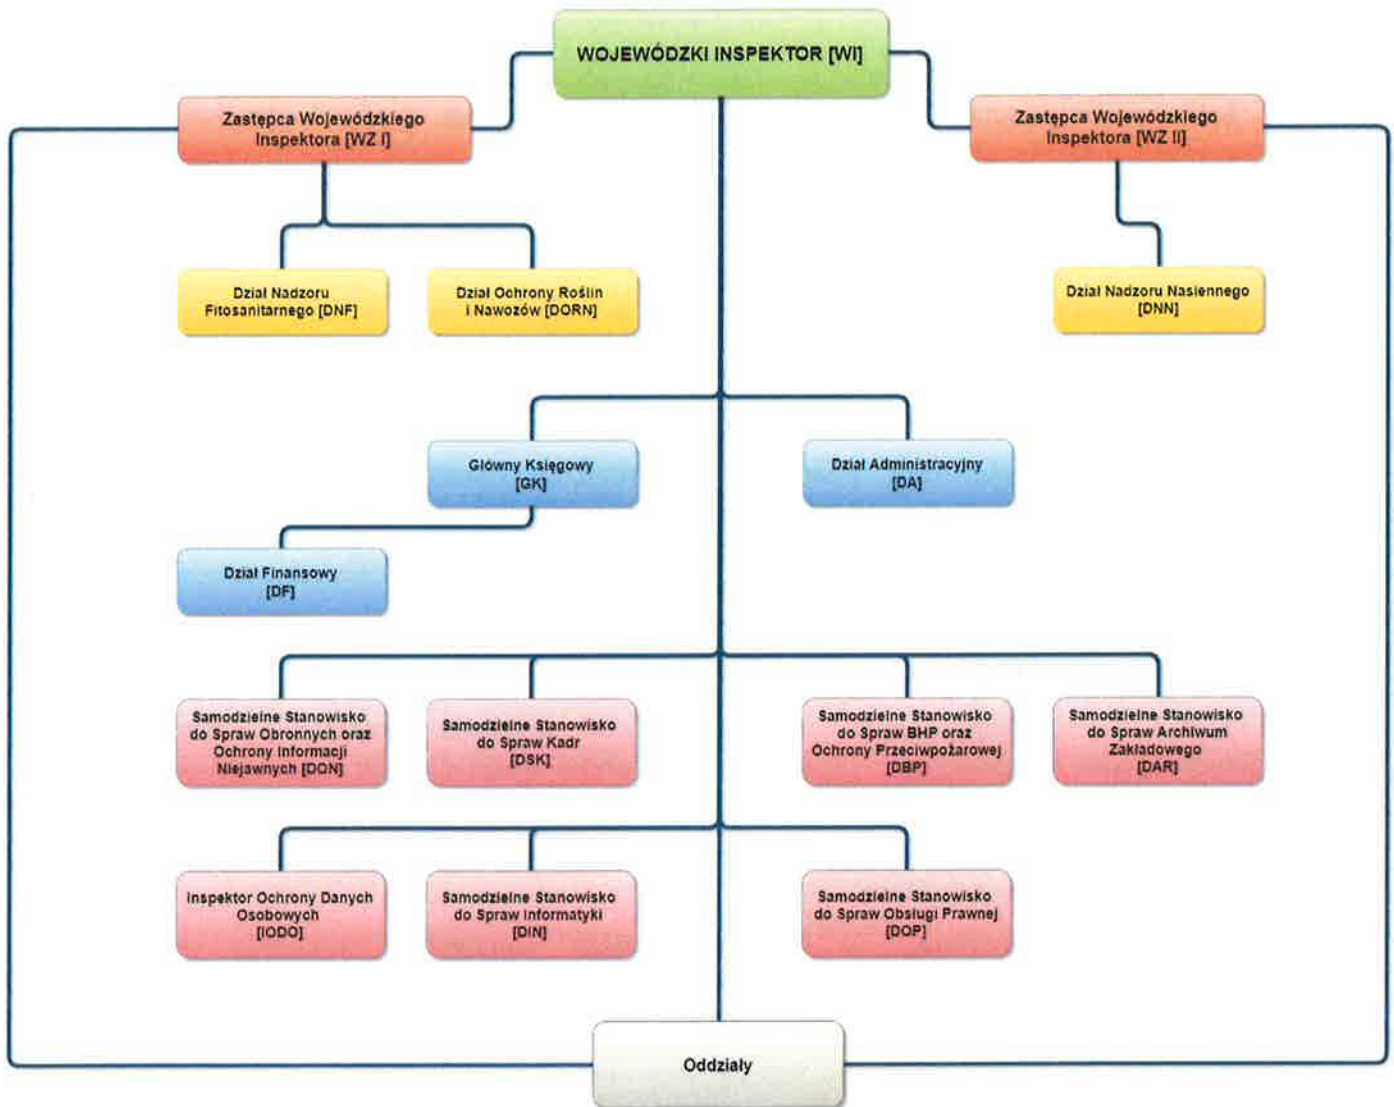 WOJEWÓDZKI INSPEKTOR [WI]
Zastępca Wojewódzkiego
Inspektora [WZ I]
Zastępca Wojewódzkiego
Inspektora [WZ II]
Dział Nadzoru
Fitosanitarnego [DNF]
Dział Ochrony Roślin
i Nawozów [DORN]
Dział Nadzoru Nasiennego
[DNN]
Główny Księgowy
[GK]
Dział Administracyjny
[DA]
Dział Finansowy
[DF]
Samodzielne Stanowisko
do Spraw Obronnych oraz
Ochrony Informacji
Niejawnych [DON]
Samodzielne Stanowisko
do Spraw Kadr
[DSK]
Samodzielne Stanowisko
do Spraw BHP oraz
Ochrony Przeciwpożarowej
[DBP]
Samodzielne Stanowisko
do Spraw Archiwum
Zakładowego
[DAR]
Inspektor Ochrony Danych
Osobowych
[IODO]
Samodzielne Stanowisko
do Spraw Informatyki
[DIN]
Samodzielne Stanowisko
do Spraw Obsługi Prawnej
[DOP]
Oddziały